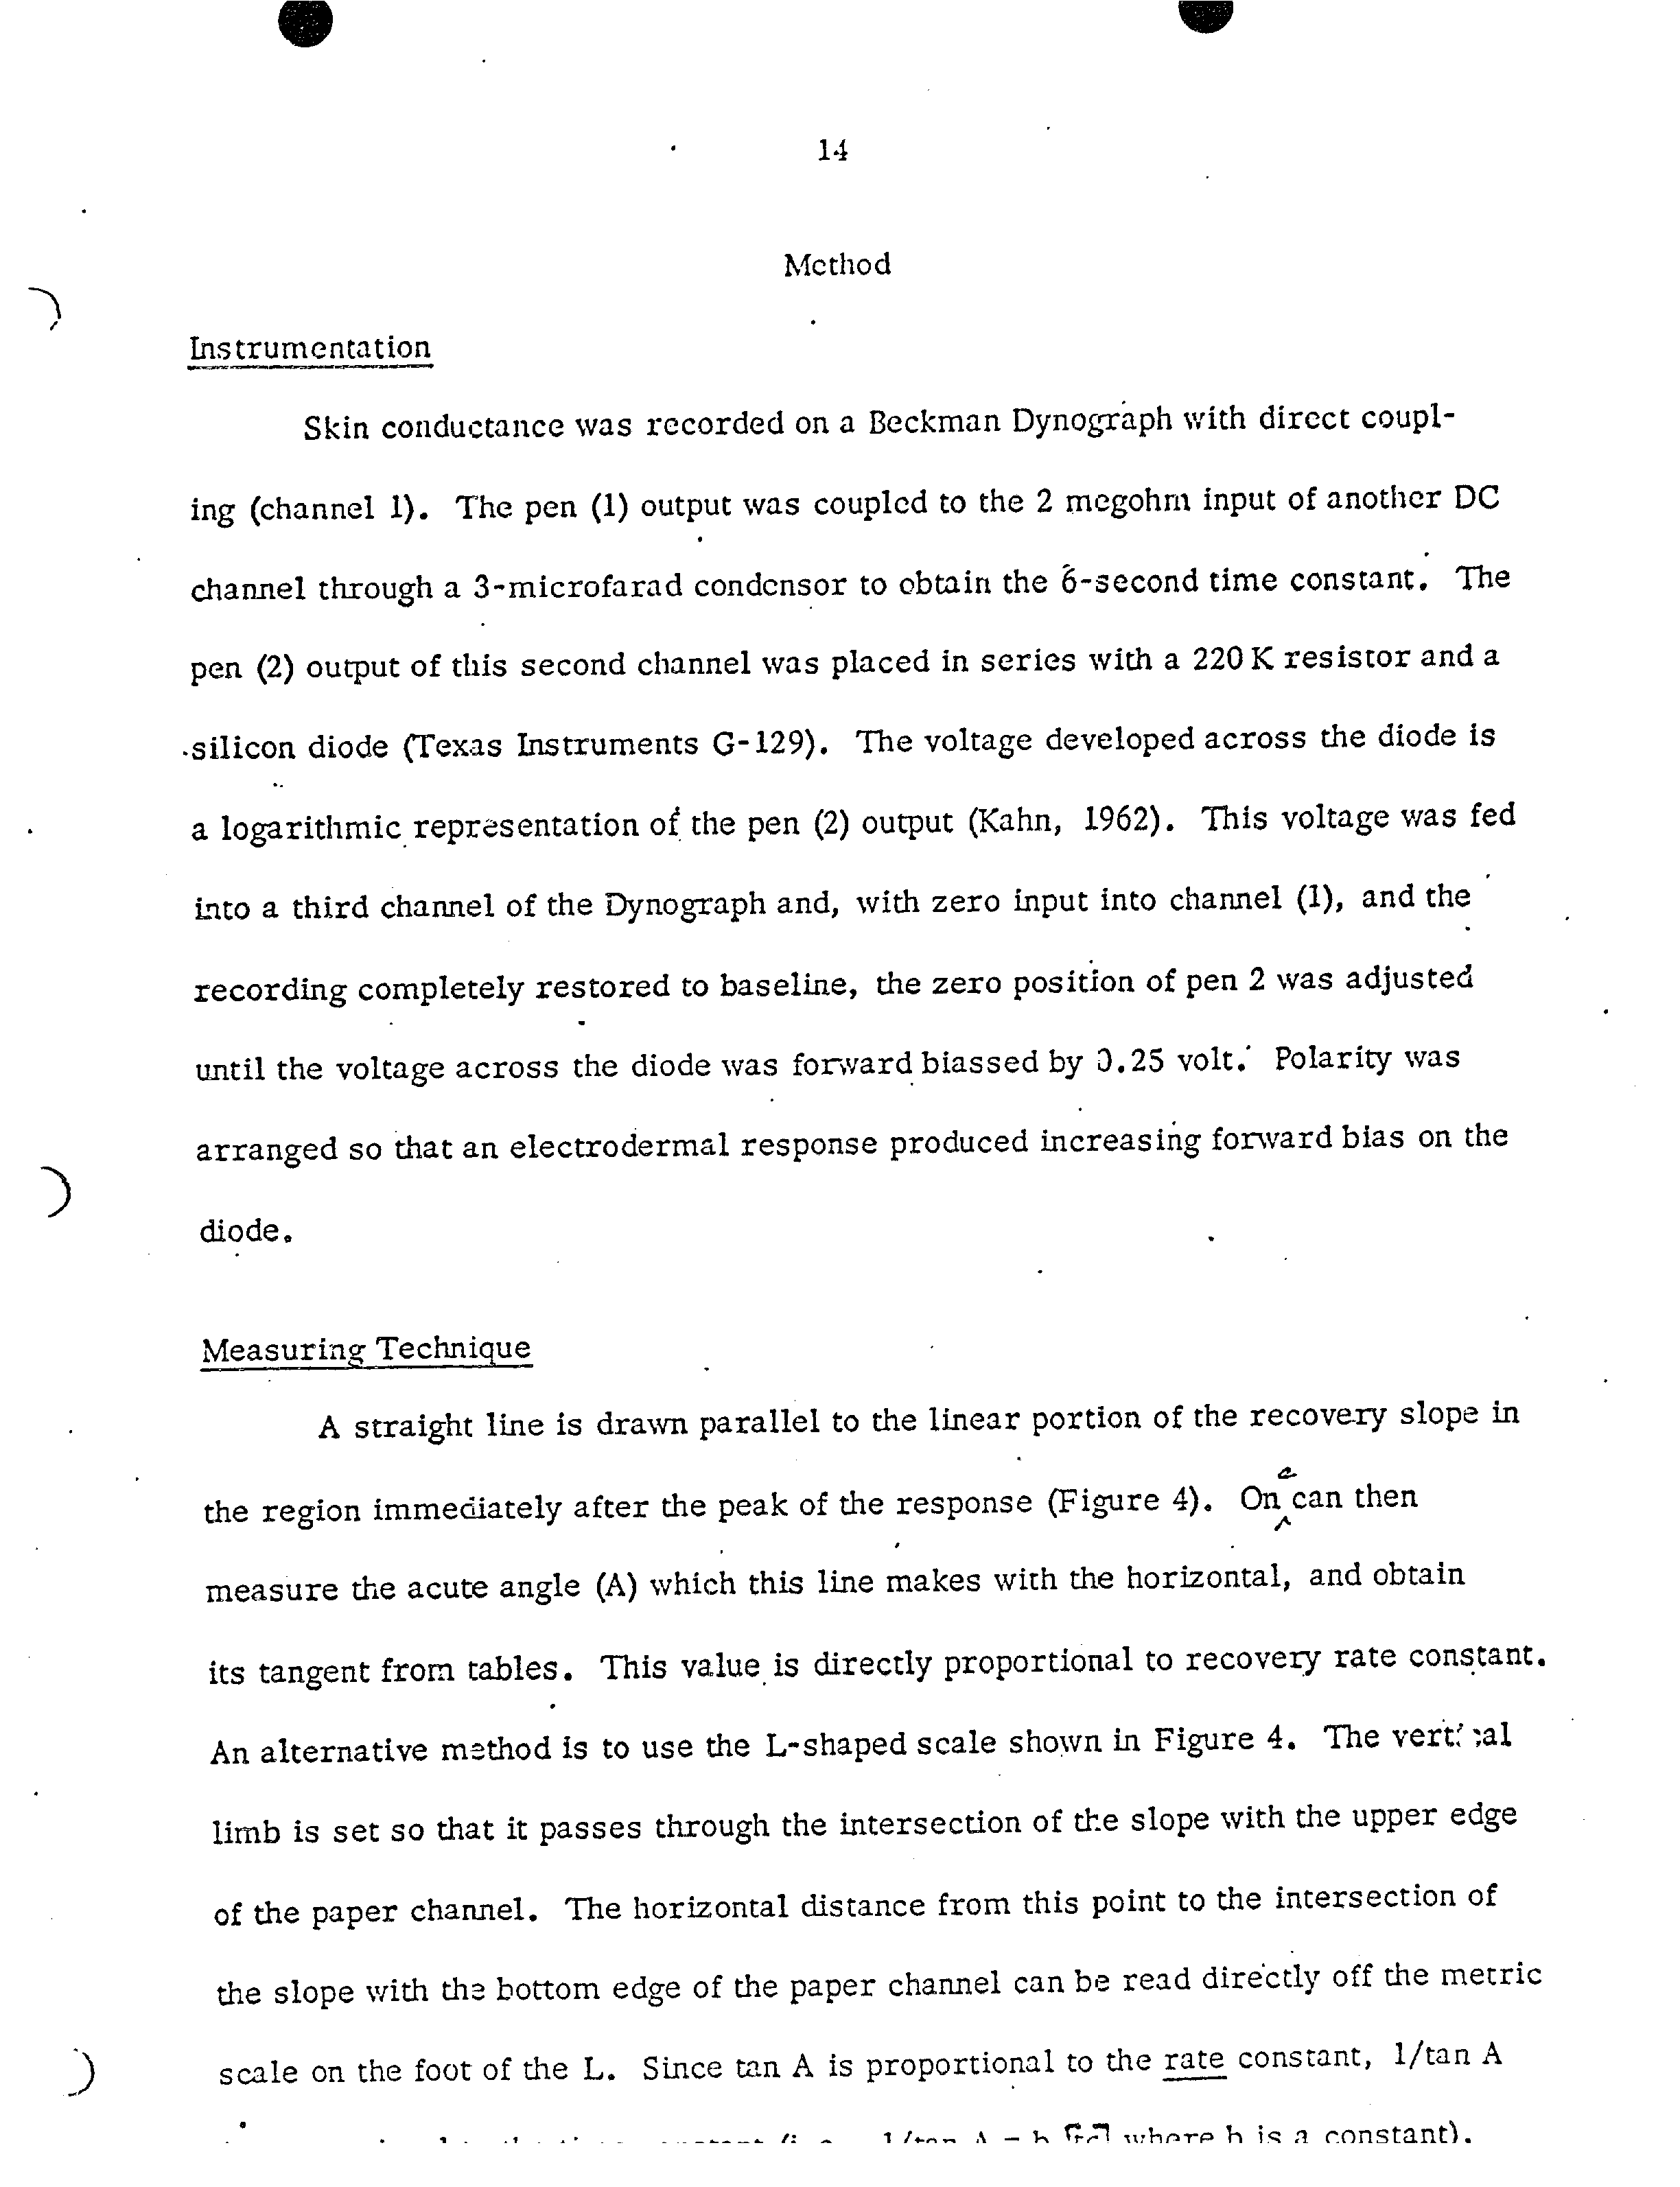 14
Method
Instrumentation
Skin conductance was recorded on a Beckman Dynograph with direct coupl-
ing (channel 1). The pen (1) output was coupled to the 2 megohm input of another DC
channel through a 3-microfarad condensor to obtain the 6-second time constant. The
pen (2) output of this second channel was placed in series with a 220 K resistor and a
silicon diode (Texas Instruments G-129). The voltage developed across the diode is
a logarithmic representation of the pen (2) output (Kahn, 1962). This voltage was fed
into a third channel of the Dynograph and, with zero input into channel (1), and the
recording completely restored to baseline, the zero position of pen 2 was adjusted
until the voltage across the diode was forward biassed by 0.25 volt. Polarity was
arranged so that an electrodermal response produced increasing forward bias on the
diode.
Measuring Technique
A straight line is drawn parallel to the linear portion of the recovery slope in
the region immediately after the peak of the response (Figure 4). One can then
measure the acute angle (A) which this line makes with the horizontal, and obtain
its tangent from tables. This value is directly proportional to recovery rate constant.
An alternative method is to use the L-shaped scale shown in Figure 4. The vertical
limb is set so that it passes through the intersection of the slope with the upper edge
of the paper channel. The horizontal distance from this point to the intersection of
the slope with the bottom edge of the paper channel can be read directly off the metric
scale on the foot of the L. Since tan A is proportional to the rate constant, 1/tan A
1/tan A = b where b is a constant).